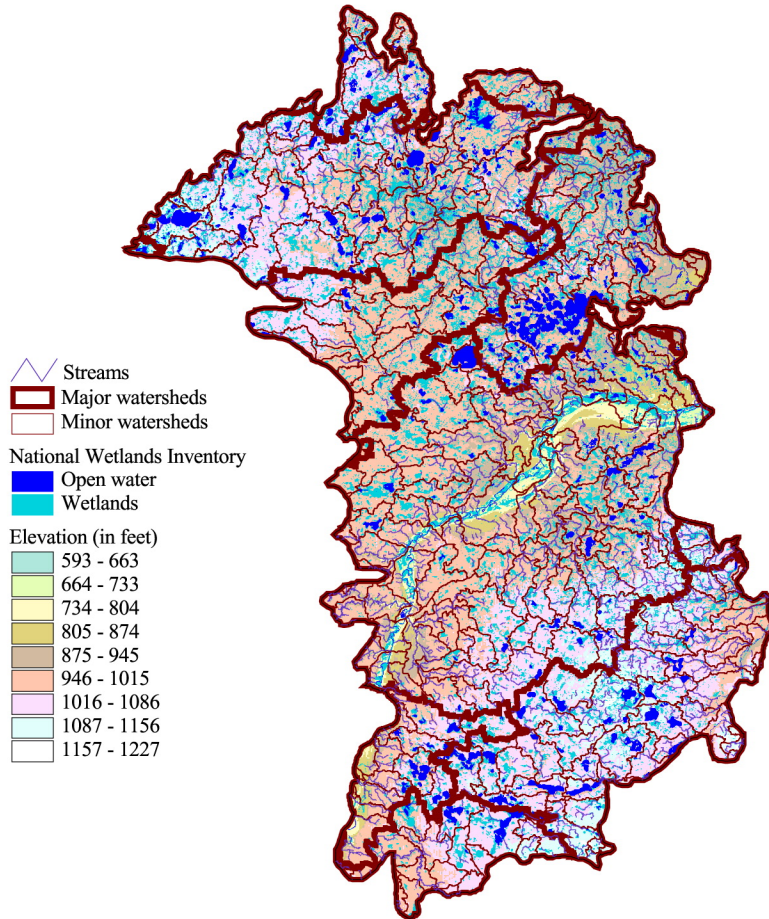 Streams
Major watersheds
Minor watersheds
National Wetlands Inventory
Open water
Wetlands
Elevation (in feet)
593 - 663
664 - 733
734 - 804
805 - 874
875 - 945
946 - 1015
1016 - 1086
1087 - 1156
1157 - 1227